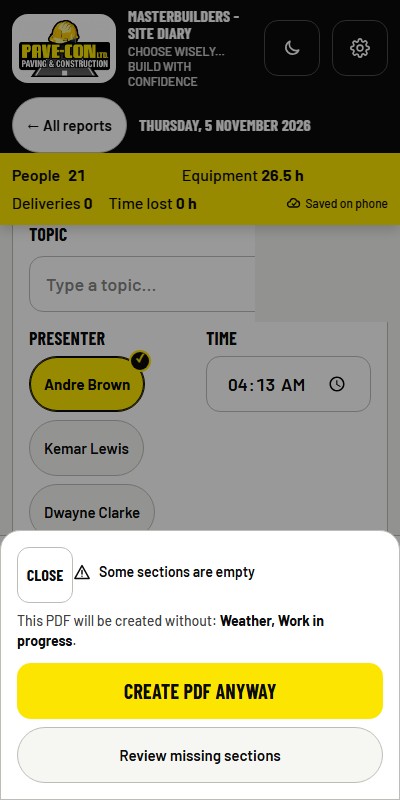 PAVE-CON LTD.
PAVING & CONSTRUCTION
MASTERBUILDERS -
SITE DIARY
CHOOSE WISELY...
BUILD WITH
CONFIDENCE
← All reports
THURSDAY, 5 NOVEMBER 2026
People 21
Equipment 26.5 h
Deliveries 0
Time lost 0 h
Saved on phone
TOPIC
Type a topic...
PRESENTER
TIME
Andre Brown
04:13 AM
Kemar Lewis
Dwayne Clarke
CLOSE
⚠ Some sections are empty
This PDF will be created without: Weather, Work in
progress.
CREATE PDF ANYWAY
Review missing sections